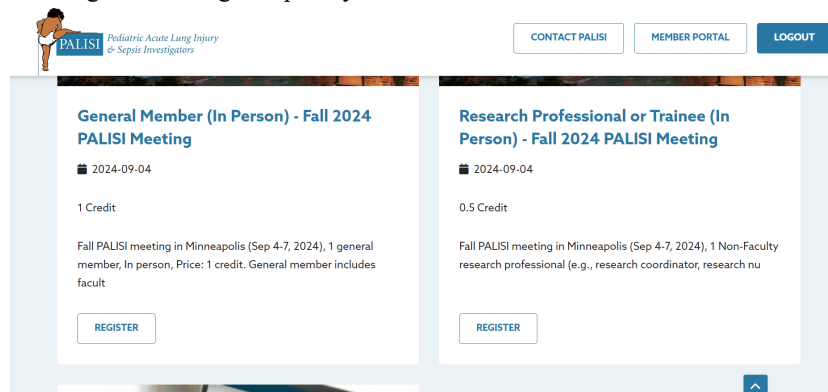 PALISI
Pediatric Acute Lung Injury
& Sepsis Investigators
CONTACT PALISI
MEMBER PORTAL
LOGOUT
General Member (In Person) - Fall 2024
PALISI Meeting
2024-09-04
1 Credit
Fall PALISI meeting in Minneapolis (Sep 4-7, 2024), 1 general
member, In person, Price: 1 credit. General member includes
facult
REGISTER
Research Professional or Trainee (In
Person) - Fall 2024 PALISI Meeting
2024-09-04
0.5 Credit
Fall PALISI meeting in Minneapolis (Sep 4-7, 2024), 1 Non-Faculty
research professional (e.g., research coordinator, research nu
REGISTER